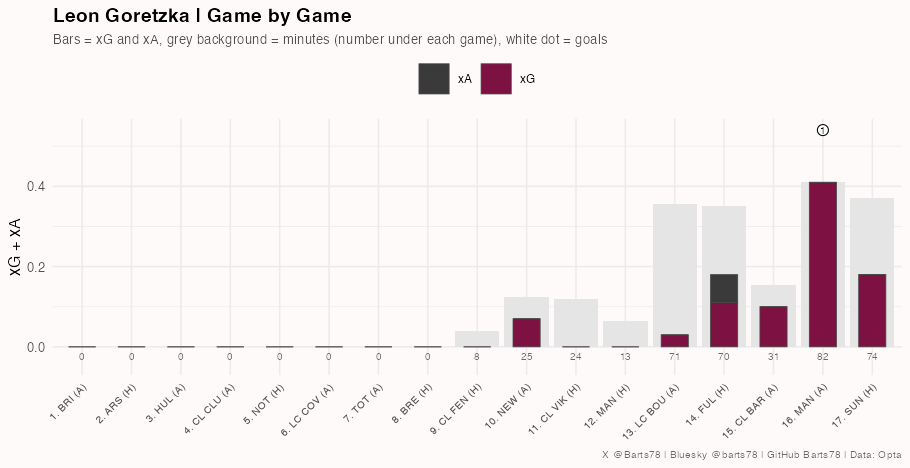 Leon Goretzka | Game by Game
Bars = xG and xA, grey background = minutes (number under each game), white dot = goals
xA xG
1
xG + xA
0.4
0.2
0.0
0 0 0 0 0 0 0 0 8 25 24 13 71 70 31 82 74
1. BRI (A)
2. ARS (H)
3. HUL (A)
4. CL CLU (A)
5. NOT (H)
6. LC COV (A)
7. TOT (A)
8. BRE (H)
9. CL FEN (H)
10. NEW (A)
11. CL VIK (H)
12. MAN (H)
13. LC BOU (A)
14. FUL (H)
15. CL BAR (A)
16. MAN (A)
17. SUN (H)
X @Barts78 | Bluesky @barts78 | GitHub Barts78 | Data: Opta